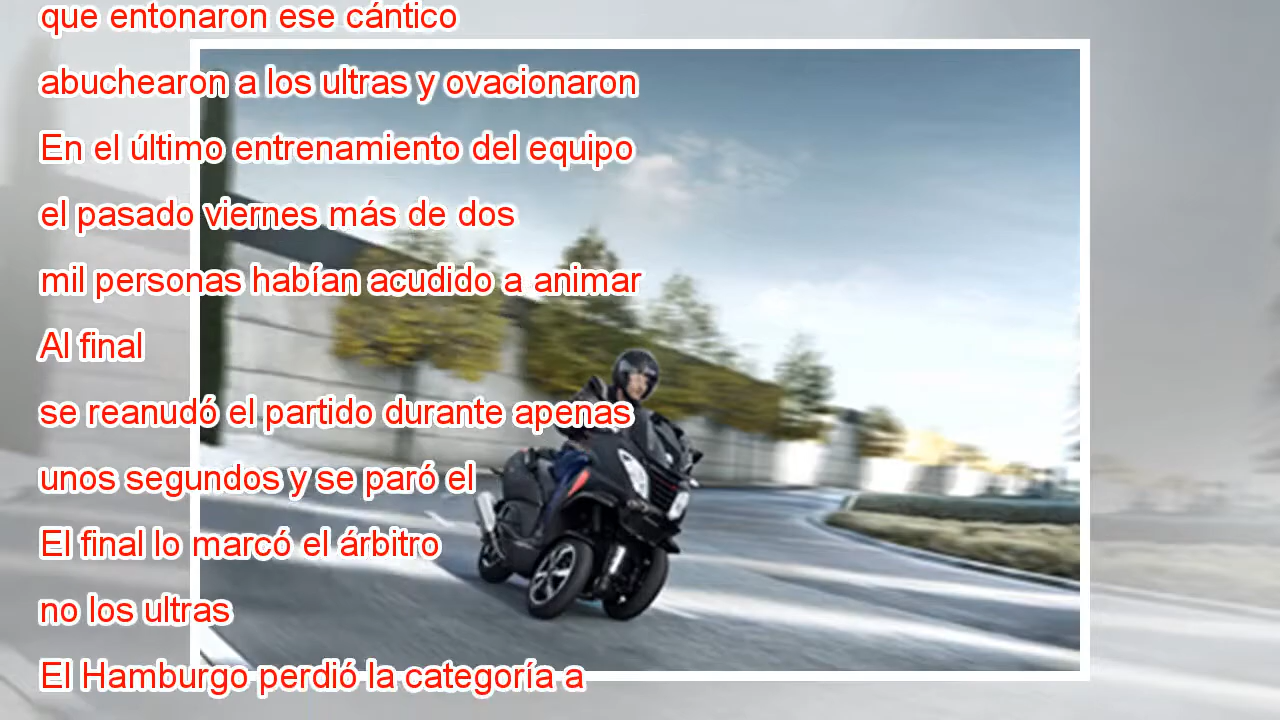 que entonaron ese cántico
abuchearon a los ultras y ovacionaron
En el último entrenamiento del equipo
el pasado viernes más de dos
mil personas habían acudido a animar
Al final
se reanudó el partido durante apenas
unos segundos y se paró el
El final lo marcó el árbitro
no los ultras
El Hamburgo perdió la categoría a